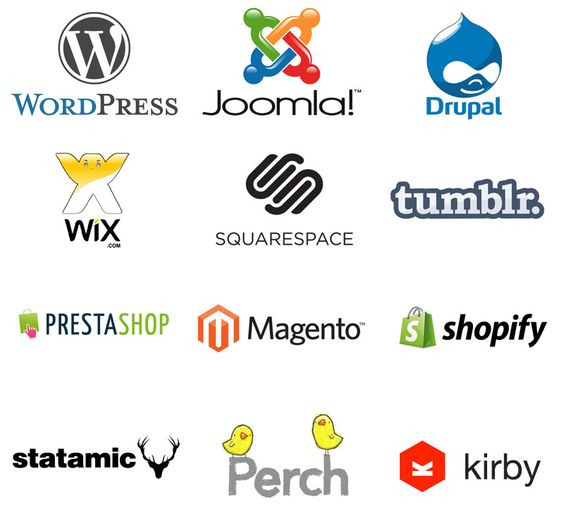 W
WORDPRESS
Joomla!™
Drupal
WiX
.COM
SQUARESPACE
tumblr.
PRESTASHOP
Magento™
S shopify
statamic
Perch
K kirby